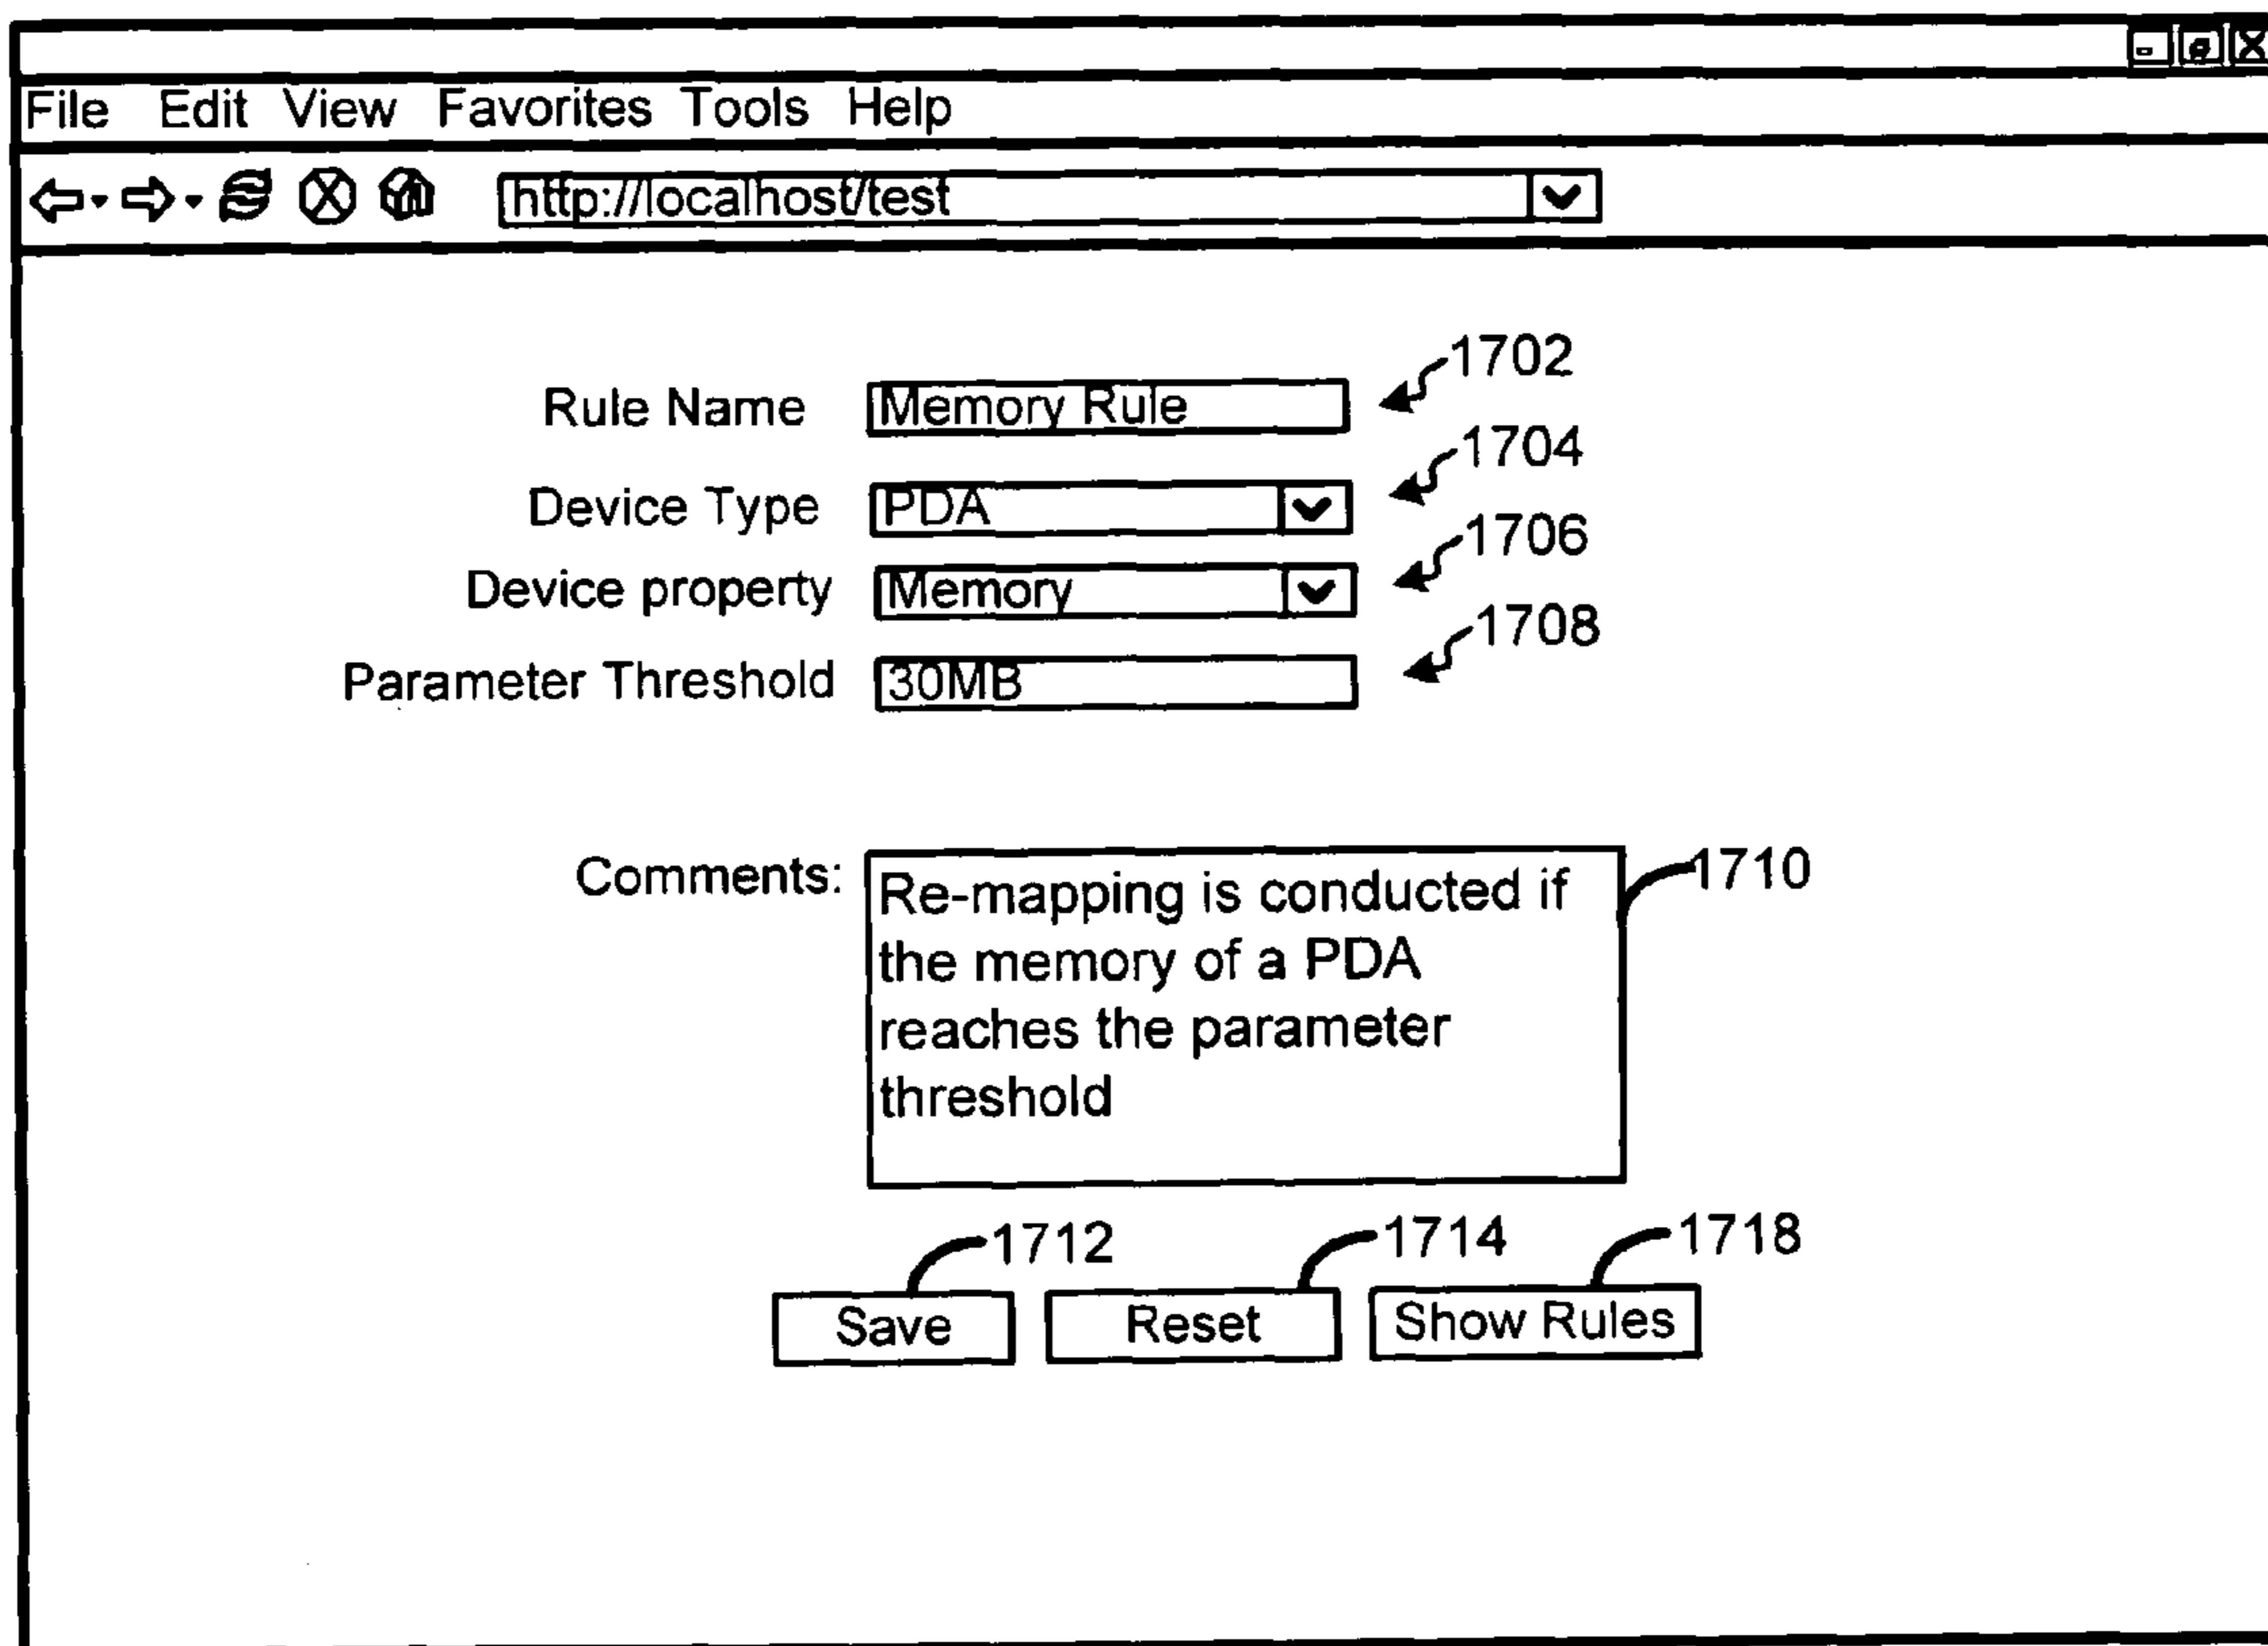 File Edit View Favorites Tools Help
http://localhost/test
1702
Rule Name Memory Rule
1704
Device Type PDA
1706
Device property Memory
1708
Parameter Threshold 30MB
Comments: Re-mapping is conducted if 1710
the memory of a PDA
reaches the parameter
threshold
1712 1714 1718
Save Reset Show Rules